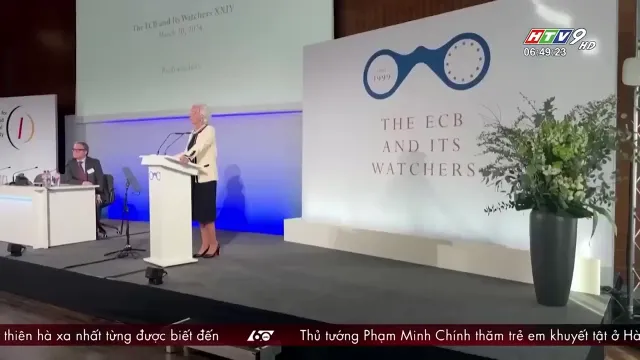 The ECB and Its Watchers XXIV
HTV9 HD
06:49:23
1999
THE ECB
AND ITS
WATCHERS
thiên hà xa nhất từng được biết đến
60
Thủ tướng Phạm Minh Chính thăm trẻ em khuyết tật ở Hà